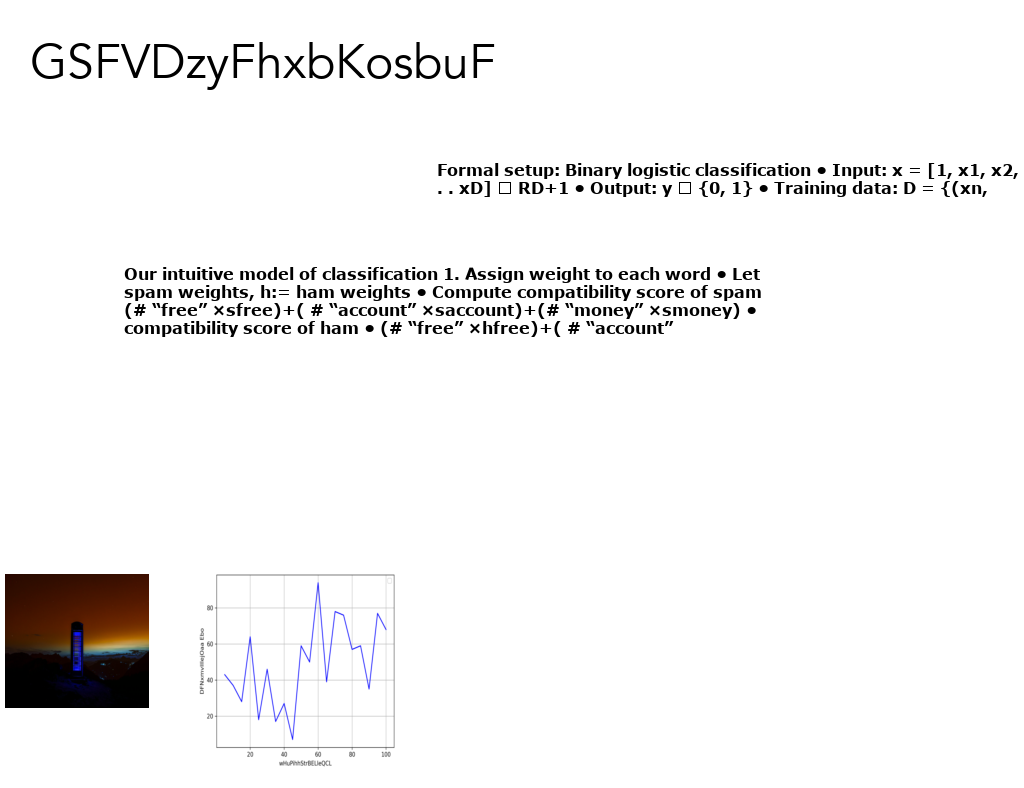 GSFVDzyFhxbKosbuF
Formal setup: Binary logistic classification ● Input: x = [1, x1, x2,
. . xD] □ RD+1 ● Output: y □ {0, 1} ● Training data: D = {(xn,
Our intuitive model of classification 1. Assign weight to each word ● Let
spam weights, h:= ham weights ● Compute compatibility score of spam
(# “free” ×sfree)+( # “account” ×saccount)+(# “money” ×smoney) ●
compatibility score of ham ● (# “free” ×hfree)+( # “account”
80
60
40
20
20 40 60 80 100
wHuPihhStrBELIeQCL